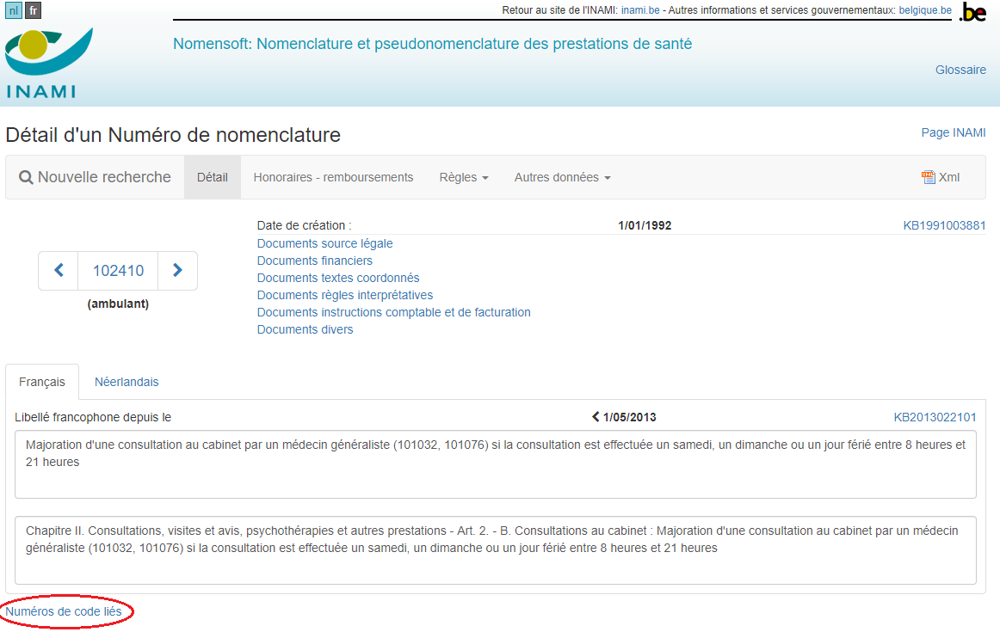 nl fr
Retour au site de l'INAMI: inami.be - Autres informations et services gouvernementaux: belgique.be
.be
Nomensoft: Nomenclature et pseudonomenclature des prestations de santé
Glossaire
INAMI
Détail d'un Numéro de nomenclature
Page INAMI
Nouvelle recherche Détail Honoraires - remboursements Règles Autres données Xml
Date de création : 1/01/1992 KB1991003881
Documents source légale
Documents financiers
102410
Documents textes coordonnés
Documents règles interprétatives
(ambulant)
Documents instructions comptable et de facturation
Documents divers
Français Néerlandais
Libellé francophone depuis le 1/05/2013 KB2013022101
Majoration d'une consultation au cabinet par un médecin généraliste (101032, 101076) si la consultation est effectuée un samedi, un dimanche ou un jour férié entre 8 heures et
21 heures
Chapitre II. Consultations, visites et avis, psychothérapies et autres prestations - Art. 2. - B. Consultations au cabinet : Majoration d'une consultation au cabinet par un médecin
généraliste (101032, 101076) si la consultation est effectuée un samedi, un dimanche ou un jour férié entre 8 heures et 21 heures
Numéros de code liés